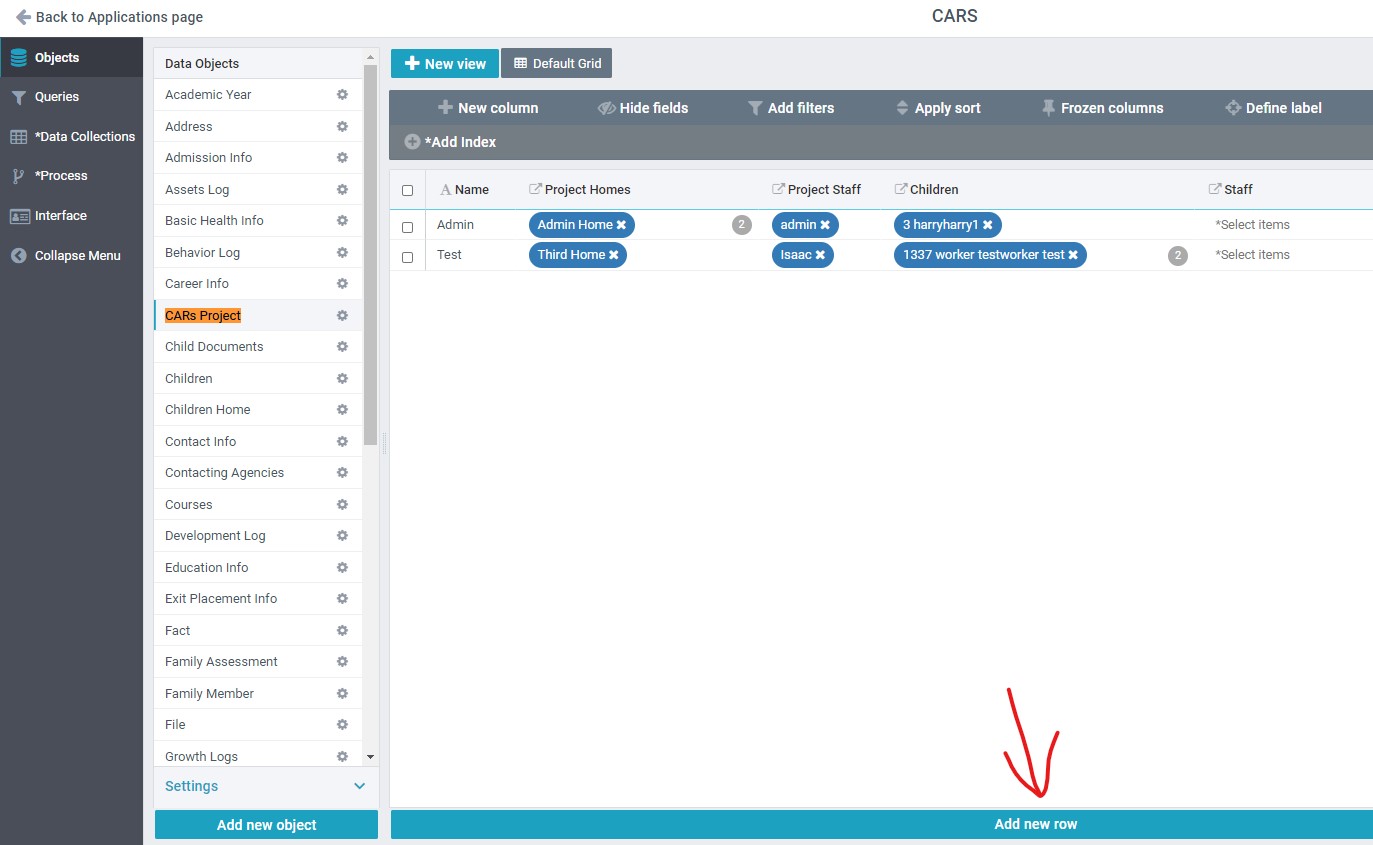 Back to Applications page
CARS
Objects
Queries
*Data Collections
*Process
Interface
Collapse Menu
Data Objects
Academic Year
Address
Admission Info
Assets Log
Basic Health Info
Behavior Log
Career Info
CARs Project
Child Documents
Children
Children Home
Contact Info
Contacting Agencies
Courses
Development Log
Education Info
Exit Placement Info
Fact
Family Assessment
Family Member
File
Growth Logs
Settings
Add new object
New view Default Grid
New column Hide fields Add filters Apply sort Frozen columns Define label
*Add Index
A Name Project Homes Project Staff Children Staff
Admin Admin Home ✖ 2 admin ✖ 3 harryharry1 ✖ *Select items
Test Third Home ✖ Isaac ✖ 1337 worker testworker test ✖ 2 *Select items
Add new row